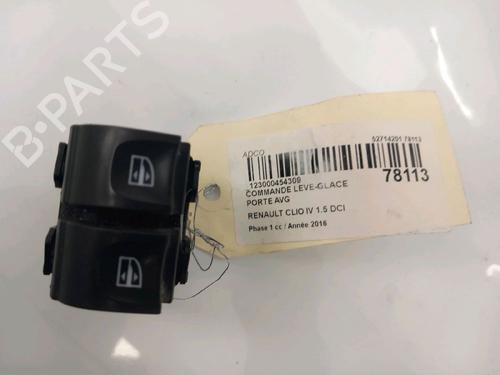 B-PARTS
ADCO
52714201 78113
123000454309
78113
COMMANDE LEVE-GLACE
PORTE AVG
RENAULT CLIO IV 1.5 DCI
Phase 1 cc / Année 2016